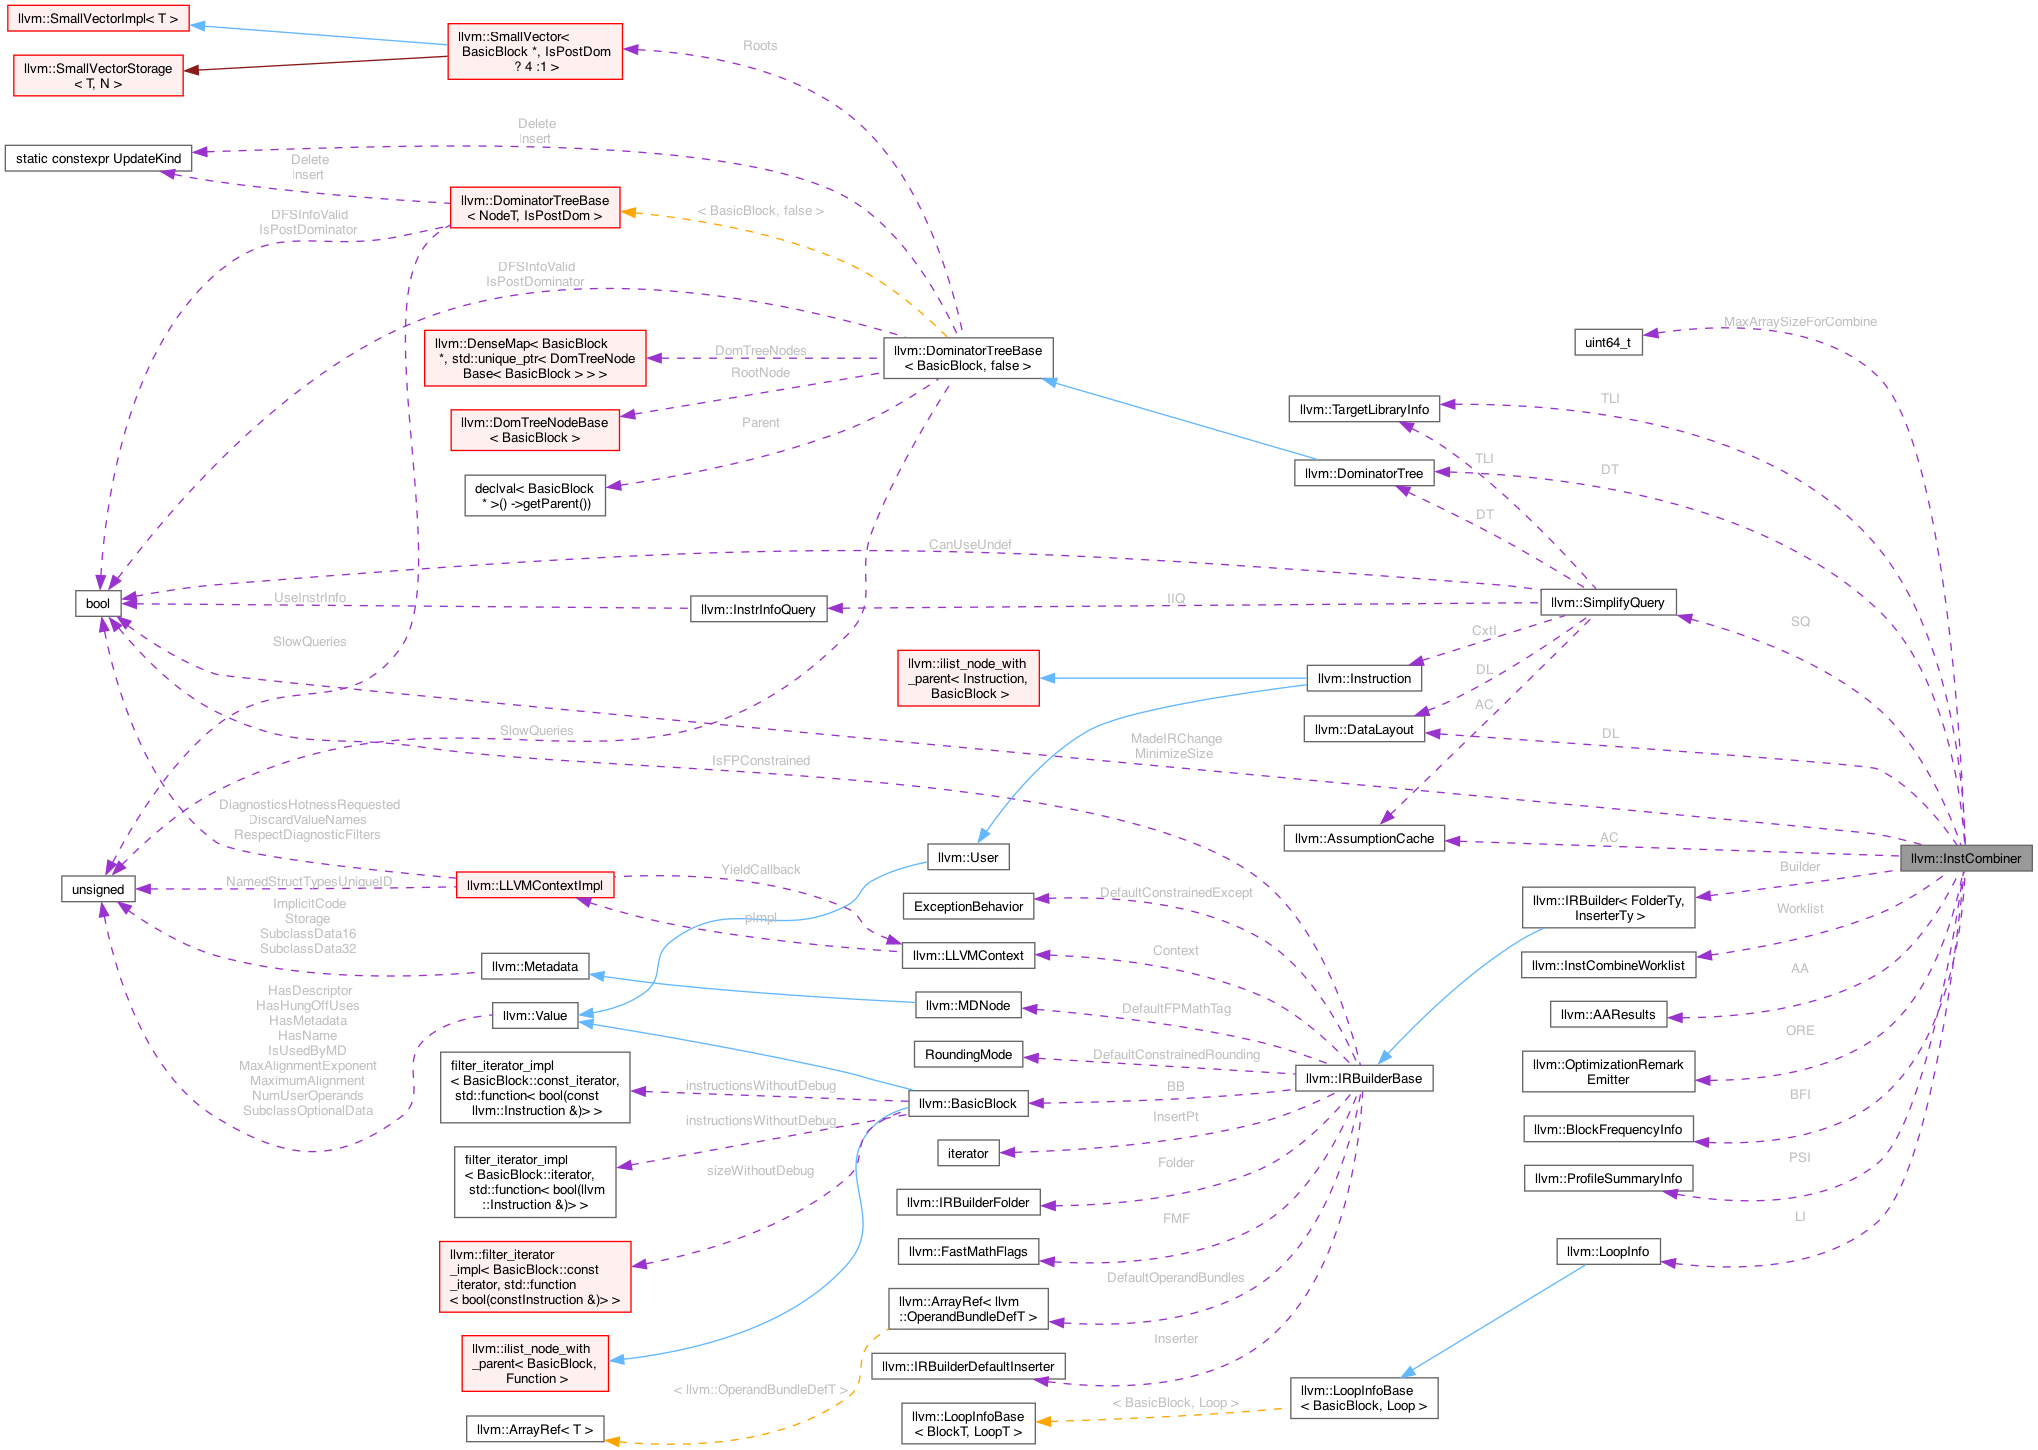 llvm::SmallVectorImpl< T >
llvm::SmallVectorStorage
< T, N >
llvm::SmallVector<
BasicBlock *, IsPostDom
? 4 :1 >
Roots
static constexpr UpdateKind
Delete
Insert
Delete
Insert
llvm::DominatorTreeBase
< NodeT, IsPostDom >
< BasicBlock, false >
DFSInfoValid
IsPostDominator
DFSInfoValid
IsPostDominator
llvm::DenseMap< BasicBlock
*, std::unique_ptr< DomTreeNode
Base< BasicBlock > > >
DomTreeNodes
llvm::DominatorTreeBase
< BasicBlock, false >
RootNode
llvm::DomTreeNodeBase
< BasicBlock >
Parent
declval< BasicBlock
* >() ->getParent())
uint64_t
MaxArraySizeForCombine
llvm::TargetLibraryInfo
TLI
TLI
llvm::DominatorTree
DT
DT
CanUseUndef
bool
UseInstrInfo
llvm::InstrInfoQuery
IIQ
llvm::SimplifyQuery
SQ
SlowQueries
CxtI
llvm::ilist_node_with
_parent< Instruction,
BasicBlock >
llvm::Instruction
DL
AC
SlowQueries
llvm::DataLayout
DL
MadeIRChange
MinimizeSize
IsFPConstrained
DiagnosticsHotnessRequested
DiscardValueNames
RespectDiagnosticFilters
llvm::AssumptionCache
AC
llvm::InstCombiner
llvm::User
unsigned
NamedStructTypesUniqueID
llvm::LLVMContextImpl
YieldCallback
pImpl
ImplicitCode
Storage
SubclassData16
SubclassData32
ExceptionBehavior
DefaultConstrainedExcept
Builder
llvm::IRBuilder< FolderTy,
InserterTy >
Worklist
llvm::LLVMContext
Context
llvm::InstCombineWorklist
llvm::Metadata
AA
HasDescriptor
HasHungOffUses
HasMetadata
HasName
IsUsedByMD
MaxAlignmentExponent
MaximumAlignment
NumUserOperands
SubclassOptionalData
llvm::Value
llvm::MDNode
DefaultFPMathTag
llvm::AAResults
ORE
RoundingMode
DefaultConstrainedRounding
filter_iterator_impl
< BasicBlock::const_iterator,
std::function< bool(const
llvm::Instruction &)> >
instructionsWithoutDebug
llvm::BasicBlock
BB
llvm::IRBuilderBase
llvm::OptimizationRemark
Emitter
BFI
instructionsWithoutDebug
InsertPt
llvm::BlockFrequencyInfo
filter_iterator_impl
< BasicBlock::iterator,
std::function< bool(llvm
::Instruction &)> >
sizeWithoutDebug
iterator
Folder
PSI
llvm::ProfileSummaryInfo
llvm::IRBuilderFolder
FMF
LI
llvm::filter_iterator
_impl< BasicBlock::const
_iterator, std::function
< bool(constInstruction &)> >
llvm::FastMathFlags
llvm::LoopInfo
DefaultOperandBundles
llvm::ArrayRef< llvm
::OperandBundleDefT >
Inserter
llvm::ilist_node_with
_parent< BasicBlock,
Function >
llvm::IRBuilderDefaultInserter
< llvm::OperandBundleDefT >
llvm::LoopInfoBase
< BasicBlock, Loop >
< BasicBlock, Loop >
llvm::ArrayRef< T >
llvm::LoopInfoBase
< BlockT, LoopT >